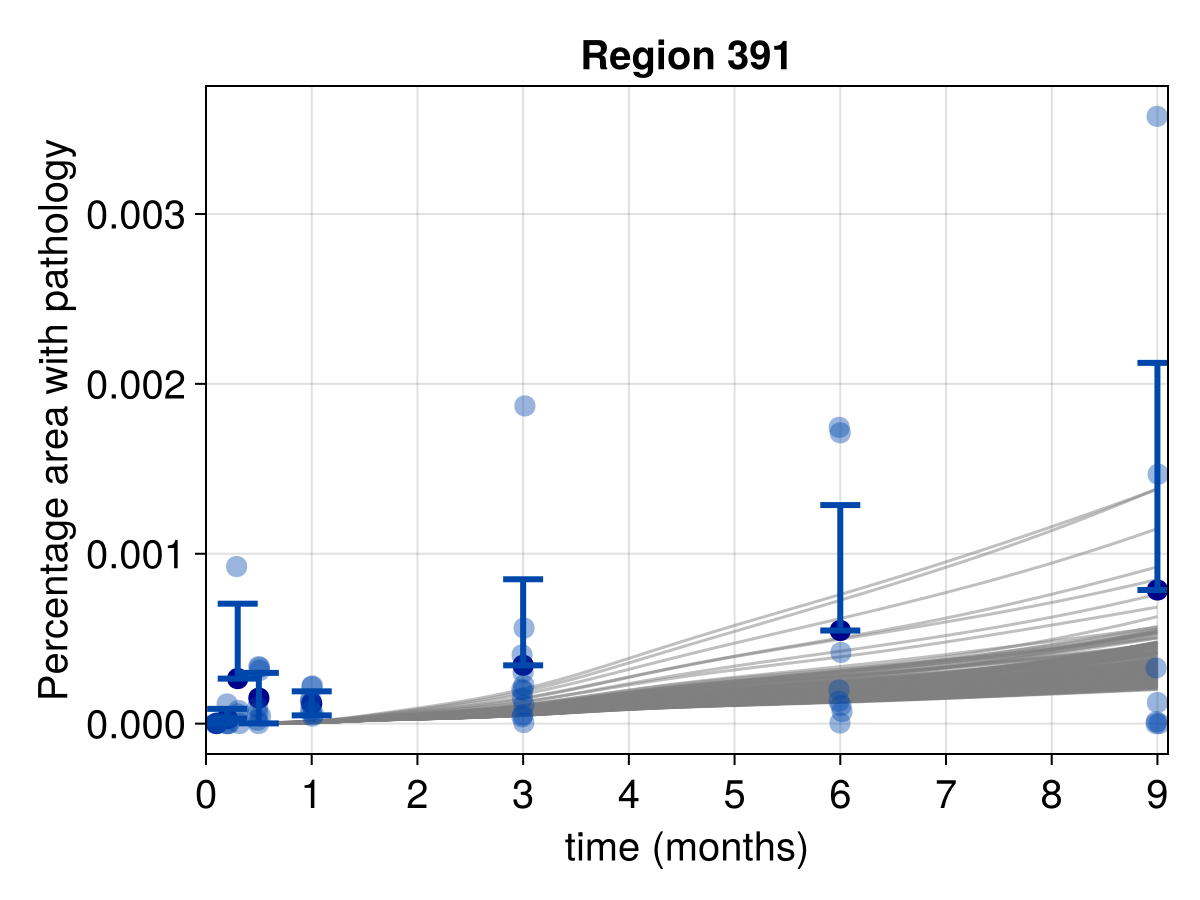 Region 391
Percentage area with pathology
0.003
0.002
0.001
0.000
0 1 2 3 4 5 6 7 8 9
time (months)